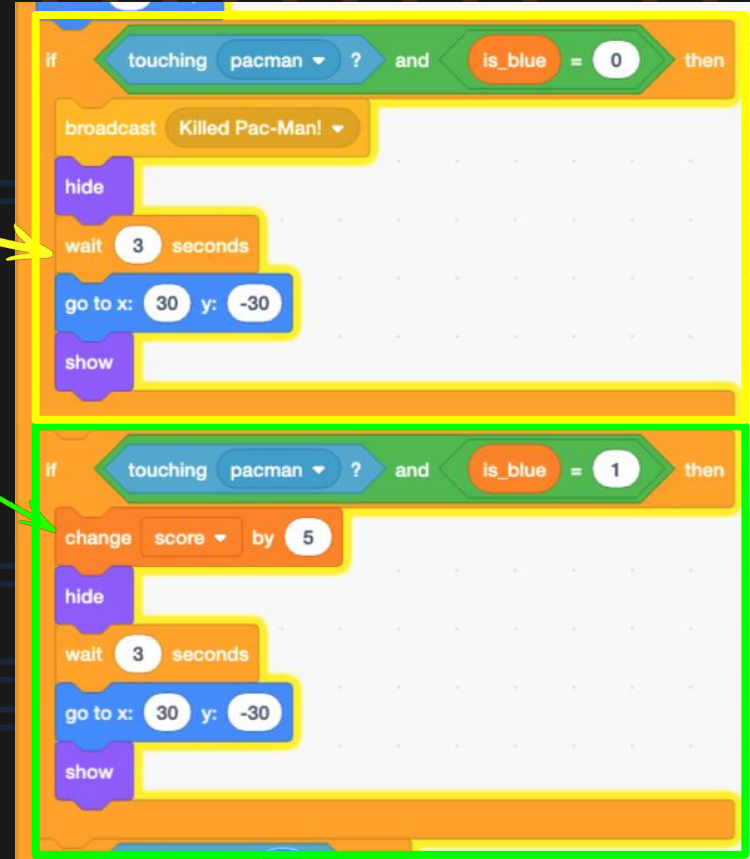 if touching pacman ? and is_blue = 0 then
broadcast Killed Pac-Man!
hide
wait 3 seconds
go to x: 30 y: -30
show
if touching pacman ? and is_blue = 1 then
change score by 5
hide
wait 3 seconds
go to x: 30 y: -30
show